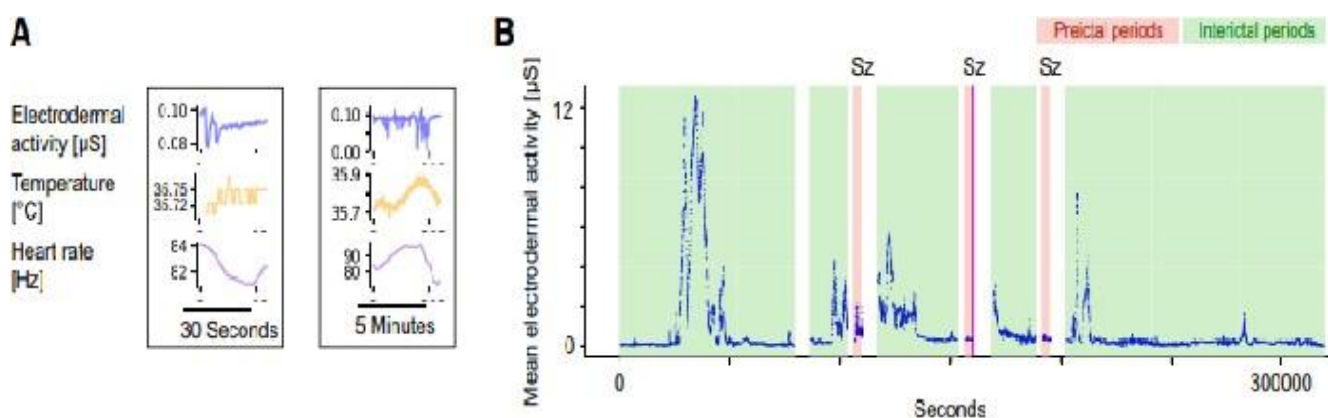 A
B
Preictal periods
Interictal periods
Sz
Sz
Sz
Electrodermal
activity [µS]
0.10
0.08
0.10
0.00
Temperature
[°C]
36.75
36.72
35.9
35.7
Heart rate
[Hz]
84
82
90
80
30 Seconds
5 Minutes
Mean electrodermal activity [µS]
12
0
0
300000
Seconds